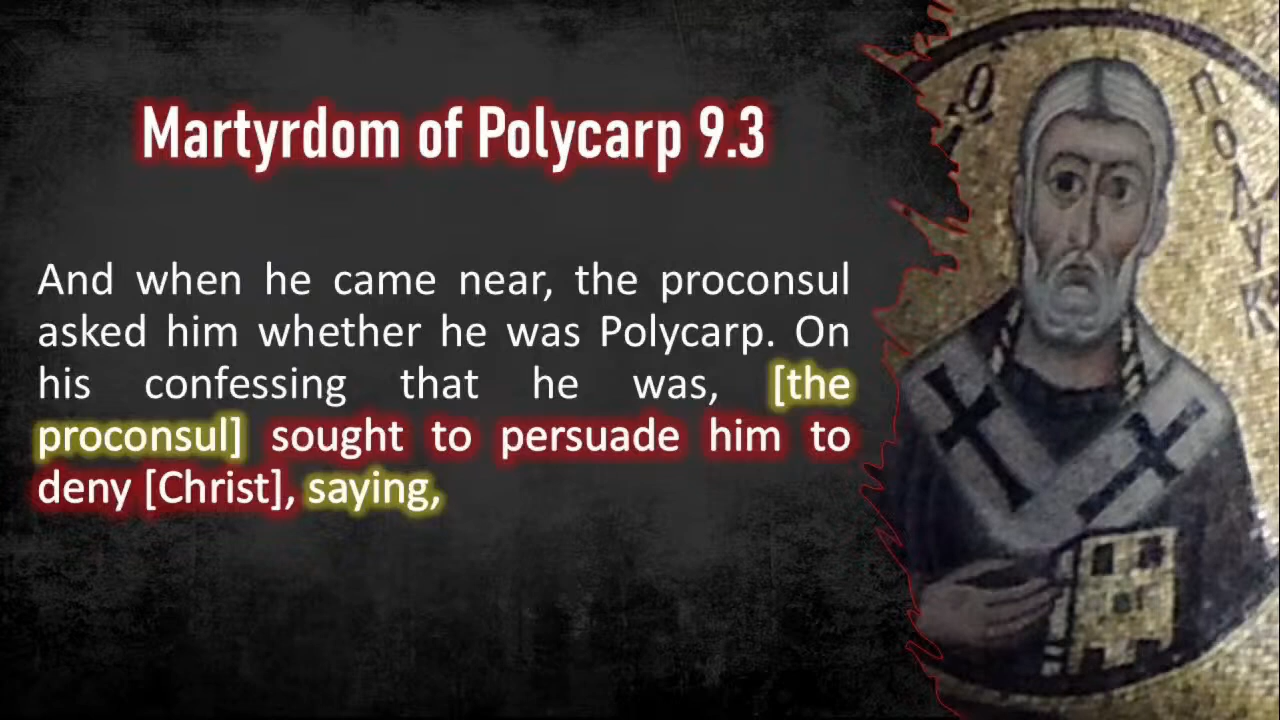 Martyrdom of Polycarp 9.3
And when he came near, the proconsul
asked him whether he was Polycarp. On
his confessing that he was, [the
proconsul] sought to persuade him to
deny [Christ], saying,
Ο
Π
Ο
Λ
Υ
Κ